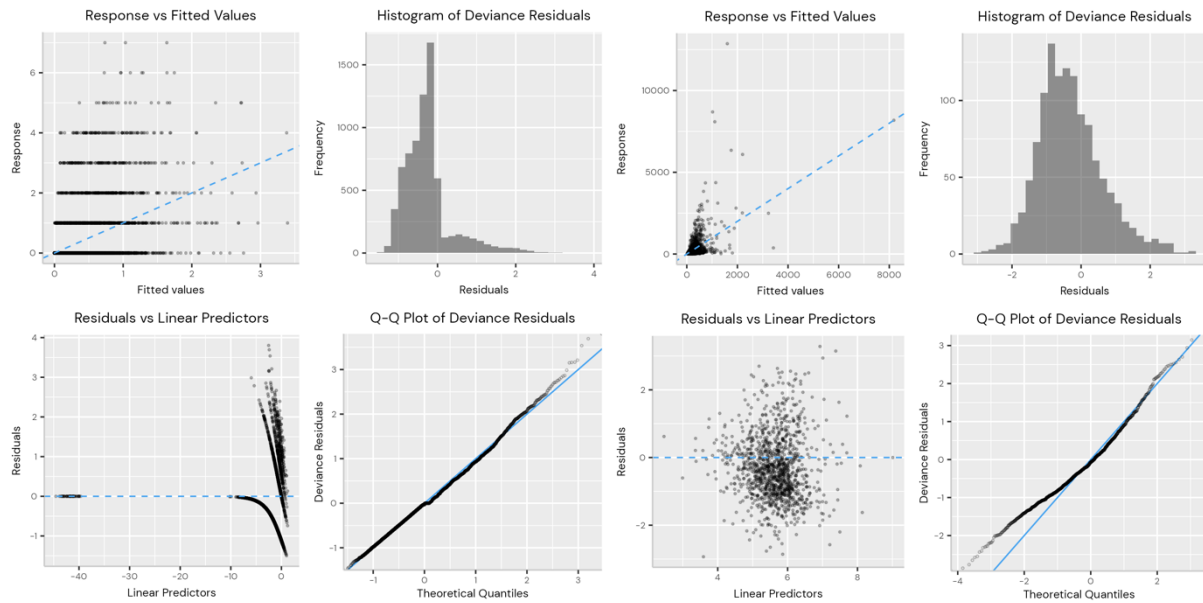 Response vs Fitted Values
Response
6
4
2
0
0
1
2
3
Fitted values
Histogram of Deviance Residuals
Frequency
1500
1000
500
0
0
2
4
Residuals
Response vs Fitted Values
Response
10000
5000
0
0
2000
4000
6000
8000
Fitted values
Histogram of Deviance Residuals
Frequency
100
50
0
-2
0
2
Residuals
Residuals vs Linear Predictors
Residuals
4
3
2
1
0
-1
-40
-30
-20
-10
0
Linear Predictors
Q-Q Plot of Deviance Residuals
Deviance Residuals
3
2
1
0
-1
-1
0
1
2
3
Theoretical Quantiles
Residuals vs Linear Predictors
Residuals
2
0
-2
4
6
8
Linear Predictors
Q-Q Plot of Deviance Residuals
Deviance Residuals
3
2
1
0
-1
-2
-4
-2
0
2
Theoretical Quantiles